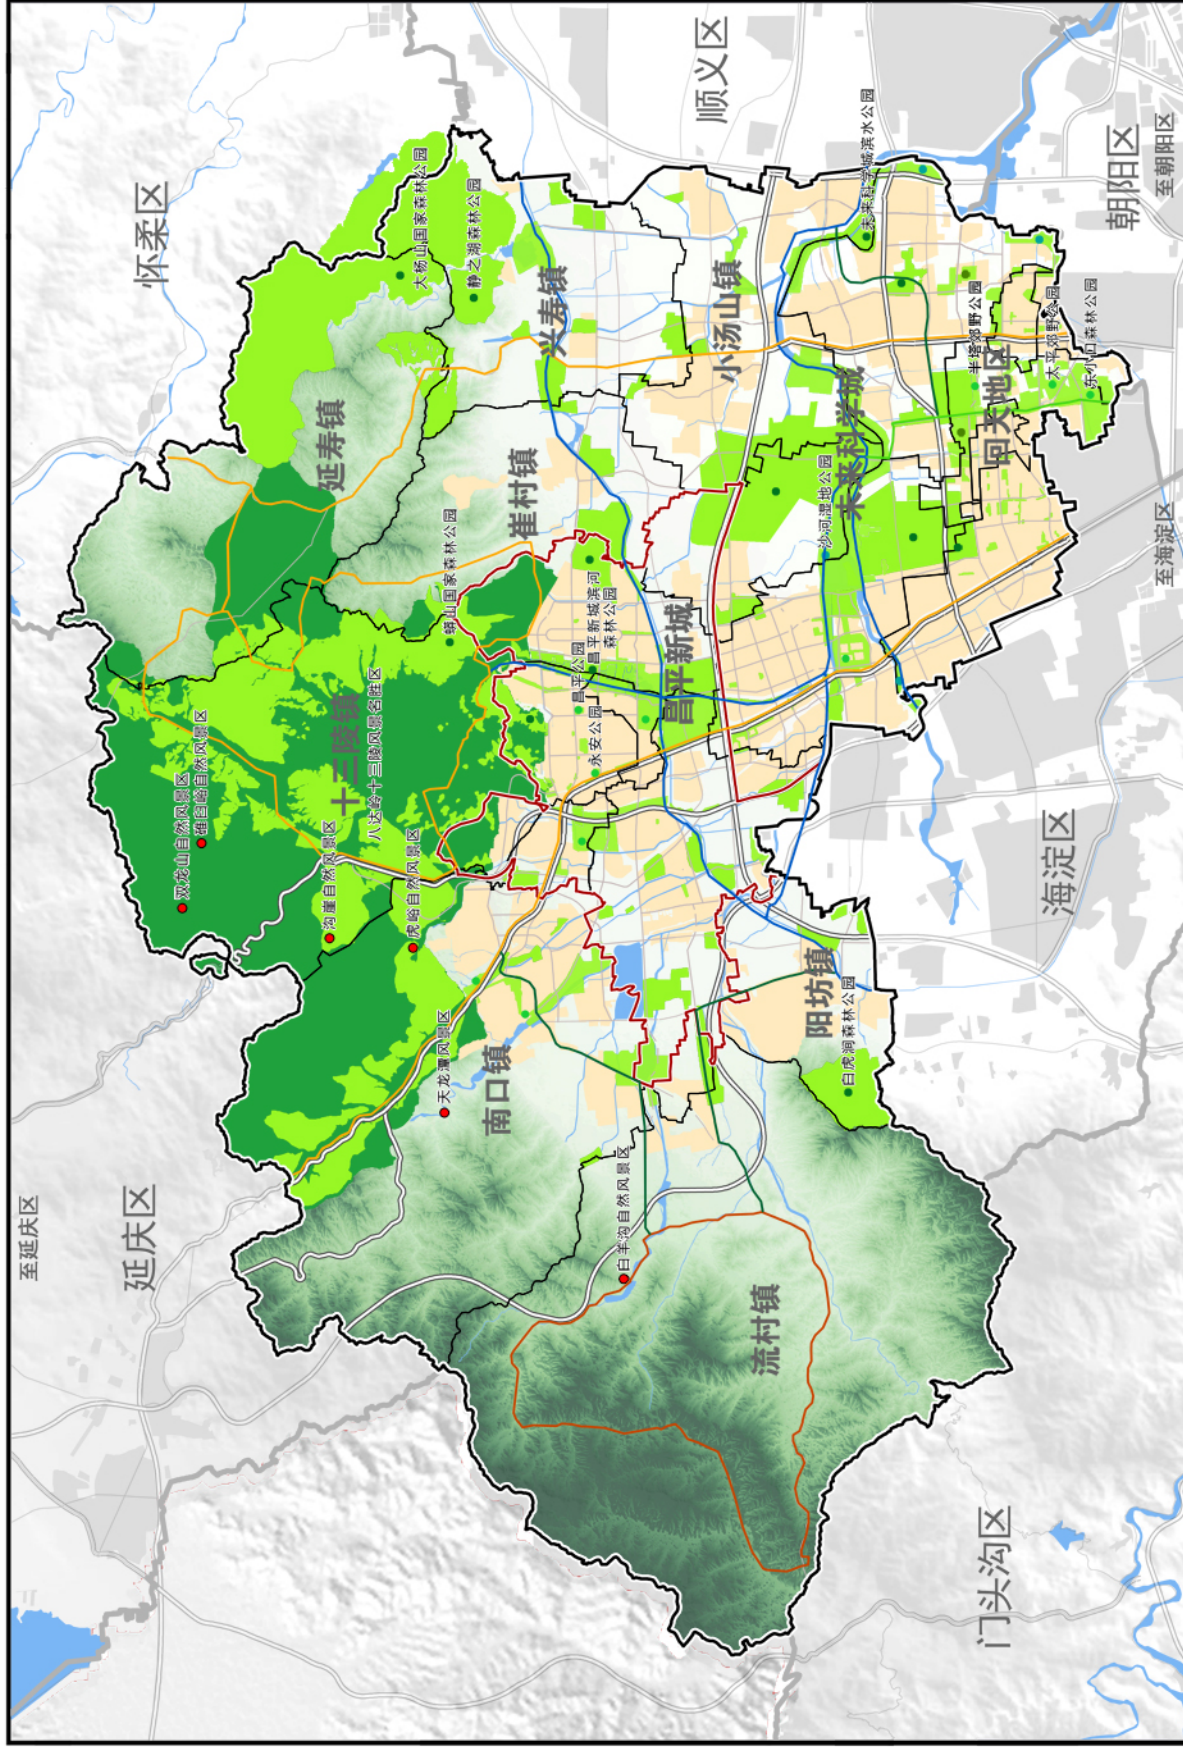 至延庆区
延庆区
怀柔区
顺义区
朝阳区
至朝阳区
至海淀区
海淀区
门头沟区
延寿镇
十三陵镇
兴寿镇
崔村镇
小汤山镇
未来科学城
回天地区
昌平新城
南口镇
阳坊镇
流村镇
大杨山国家森林公园
静之湖森林公园
双龙山自然风景区
碓臼峪自然风景区
沟崖自然风景区
虎峪自然风景区
八达岭十三陵风景名胜区
蟒山国家森林公园
天龙潭风景区
昌平公园
昌平新城滨河
森林公园
永安公园
沙河湿地公园
未来科学城滨水公园
半塔郊野公园
太平郊野公园
东小口森林公园
白羊沟自然风景区
白虎涧森林公园